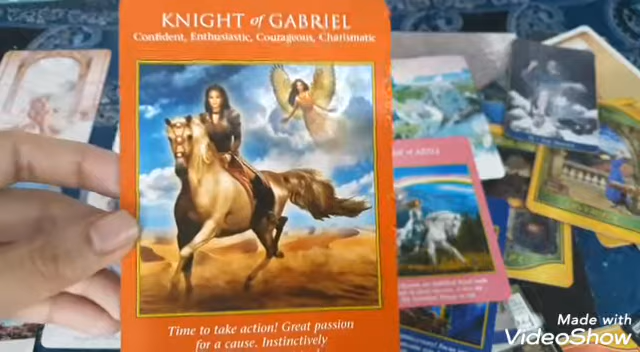 KNIGHT of GABRIEL
Confident, Enthusiastic, Courageous, Charismatic
Time to take action! Great passion
for a cause. Instinctively
Made with
VideoShow